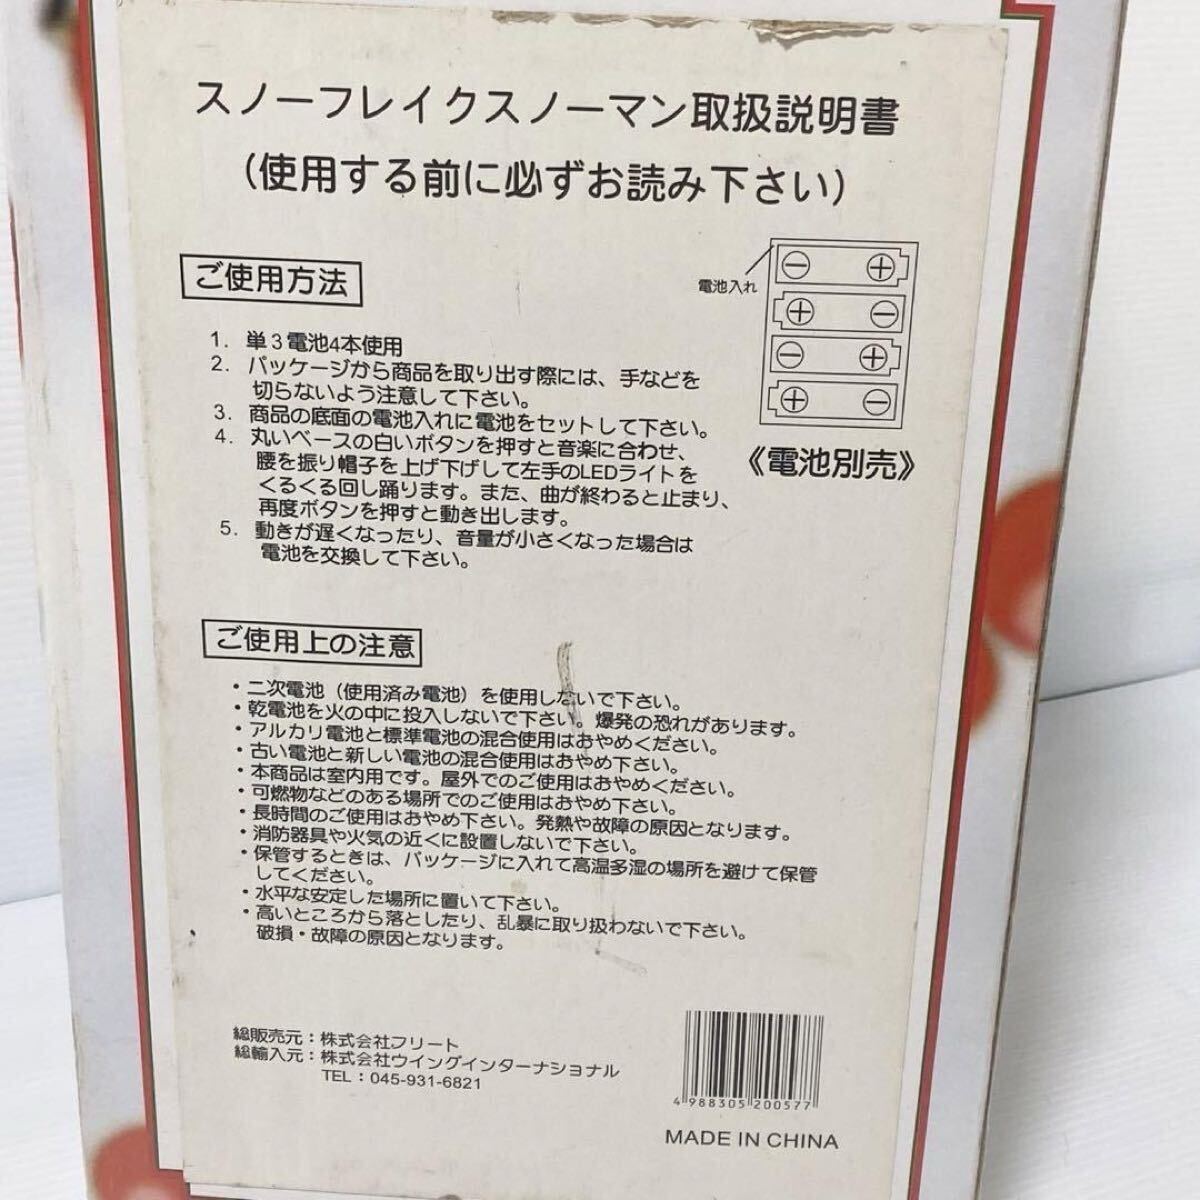 スノーフレイクスノーマン取扱説明書
（使用する前に必ずお読み下さい）
ご使用方法
電池入れ
− +
+ −
− +
+ −
《電池別売》
1. 単3電池4本使用
2. パッケージから商品を取り出す際には、手などを
切らないよう注意して下さい。
3. 商品の底面の電池入れに電池をセットして下さい。
4. 丸いベースの白いボタンを押すと音楽に合わせ、
腰を振り帽子を上げ下げして左手のLEDライトを
くるくる回し踊ります。また、曲が終わると止まり、
再度ボタンを押すと動き出します。
5. 動きが遅くなったり、音量が小さくなった場合は
電池を交換して下さい。
ご使用上の注意
・二次電池（使用済み電池）を使用しないで下さい。
・乾電池を火の中に投入しないで下さい。爆発の恐れがあります。
・アルカリ電池と標準電池の混合使用はおやめください。
・古い電池と新しい電池の混合使用はおやめ下さい。
・本商品は室内用です。屋外でのご使用はおやめください。
・可燃物などのある場所でのご使用はおやめ下さい。
・長時間のご使用はおやめ下さい。発熱や故障の原因となります。
・消防器具や火気の近くに設置しないで下さい。
・保管するときは、パッケージに入れて高温多湿の場所を避けて保管
してください。
・水平な安定した場所に置いて下さい。
・高いところから落としたり、乱暴に取り扱わないで下さい。
破損・故障の原因となります。
総販売元：株式会社フリート
総輸入元：株式会社ウイングインターナショナル
TEL：045-931-6821
4 988305 200577
MADE IN CHINA